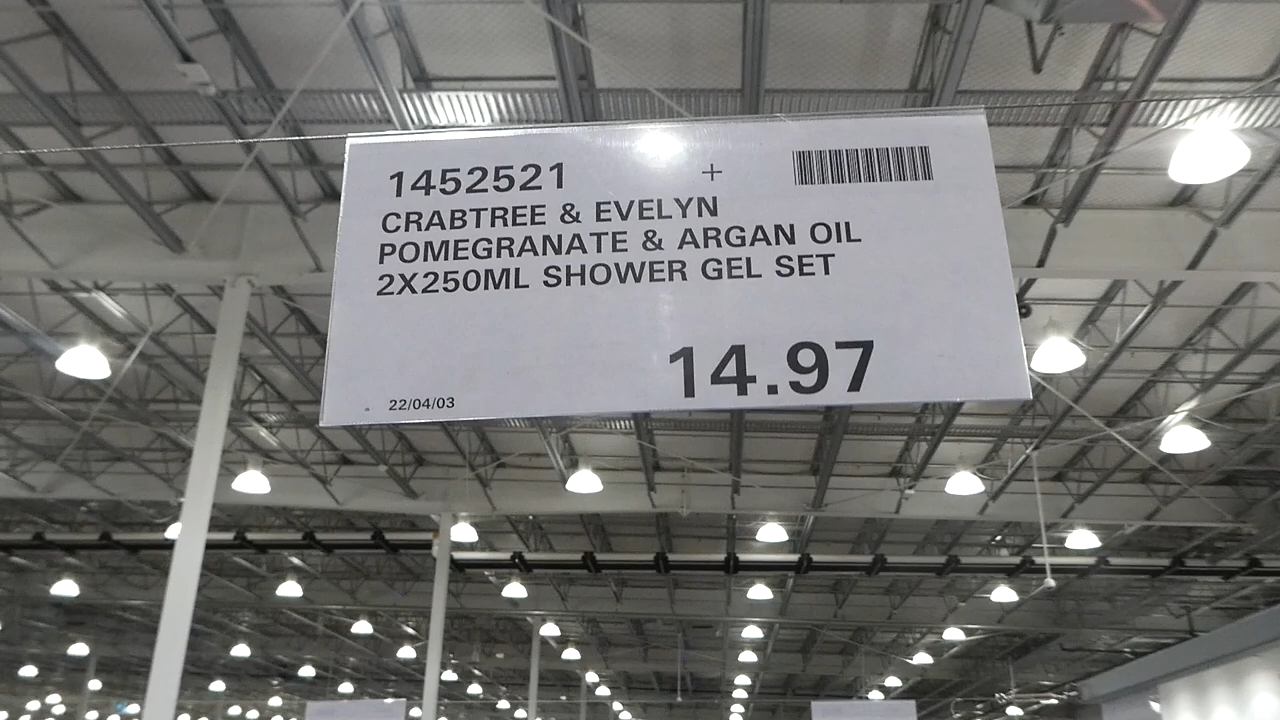 1452521 +
CRABTREE & EVELYN
POMEGRANATE & ARGAN OIL
2X250ML SHOWER GEL SET
14.97
22/04/03